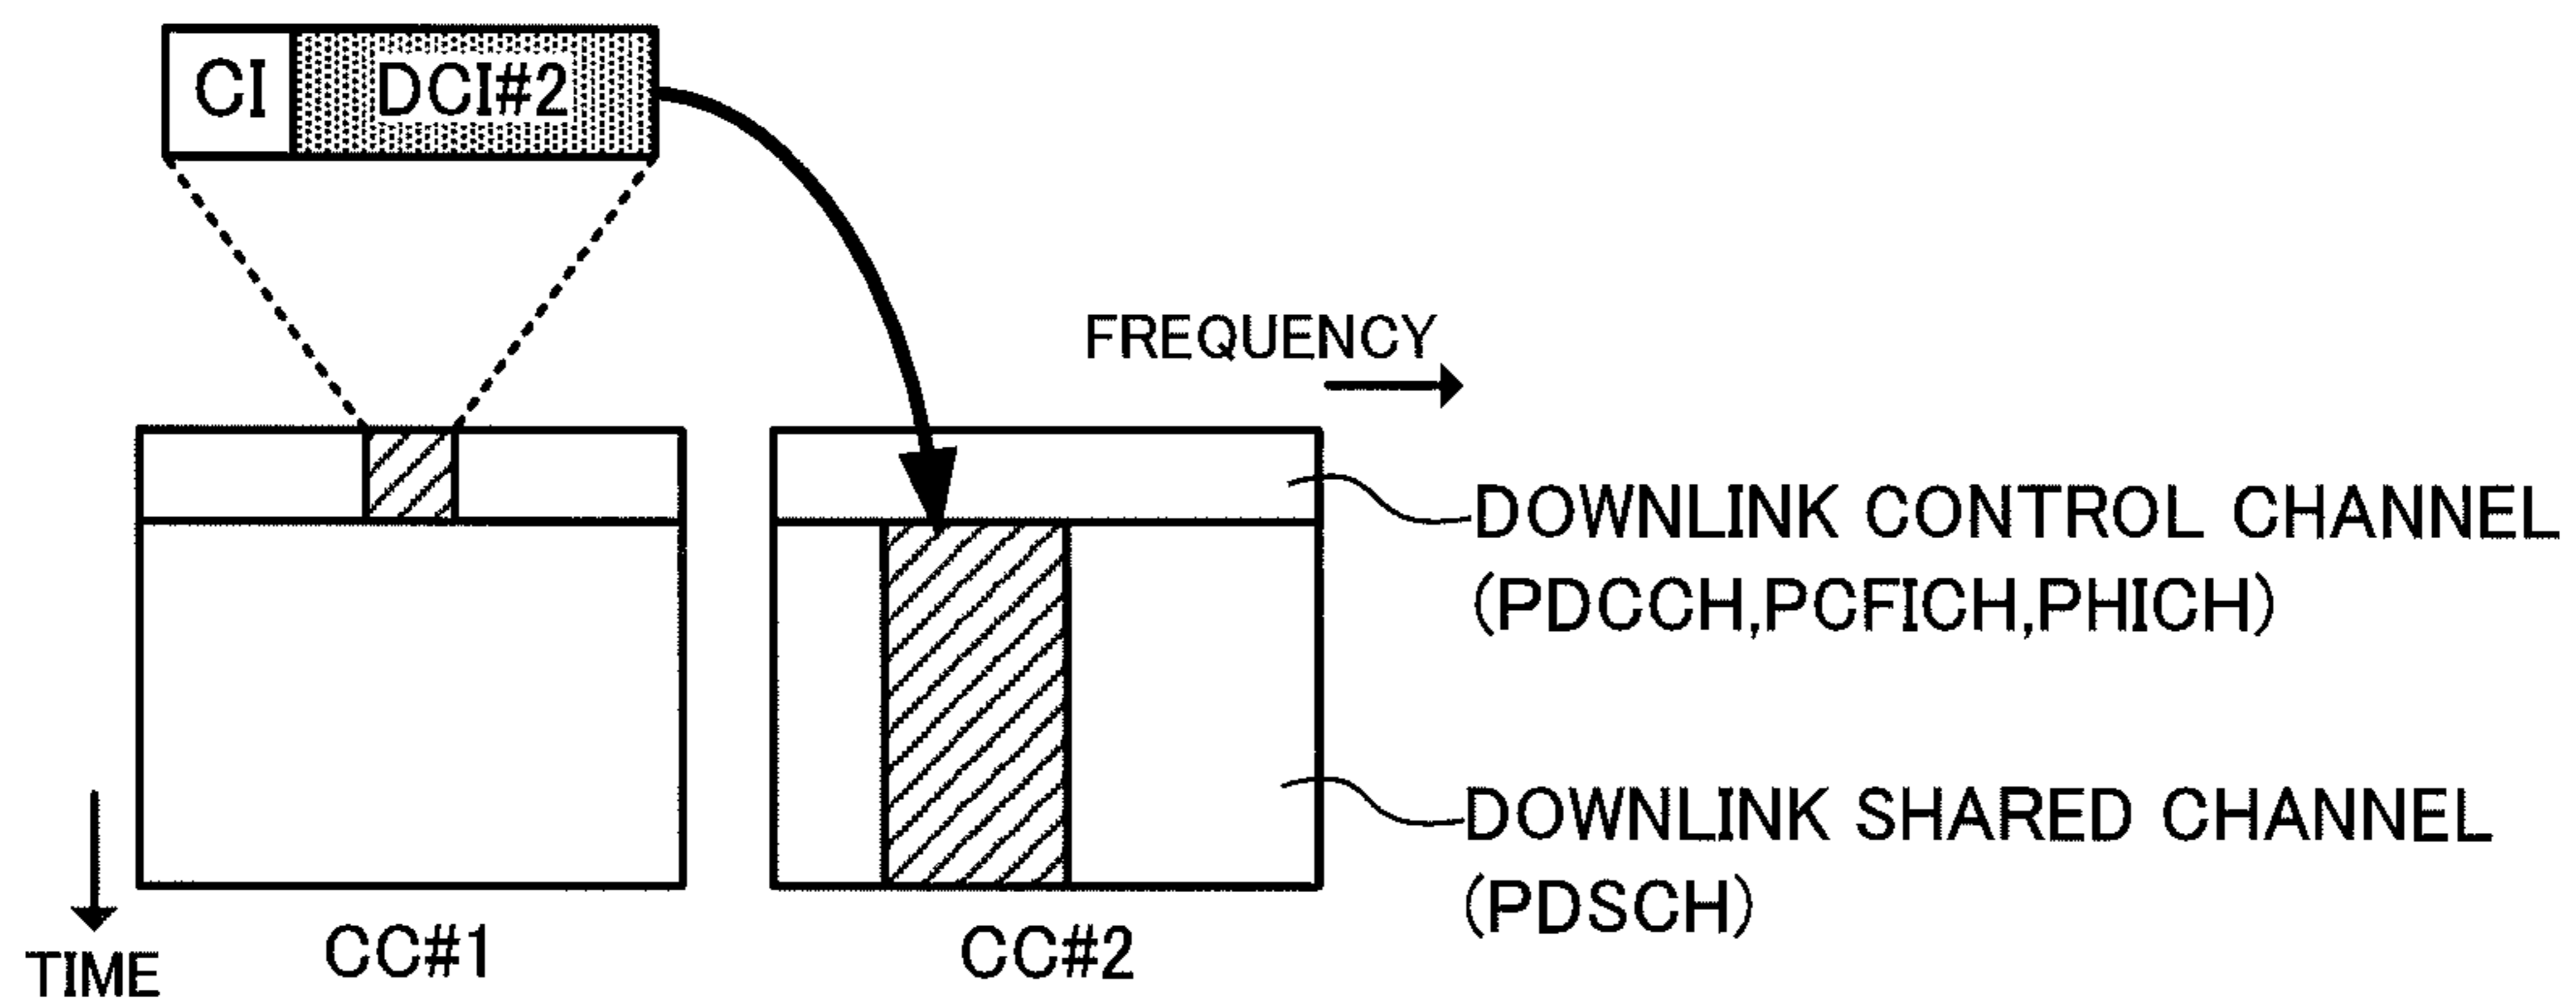 CI DCI#2
FREQUENCY
DOWNLINK CONTROL CHANNEL
(PDCCH,PCFICH,PHICH)
DOWNLINK SHARED CHANNEL
(PDSCH)
TIME
CC#1
CC#2